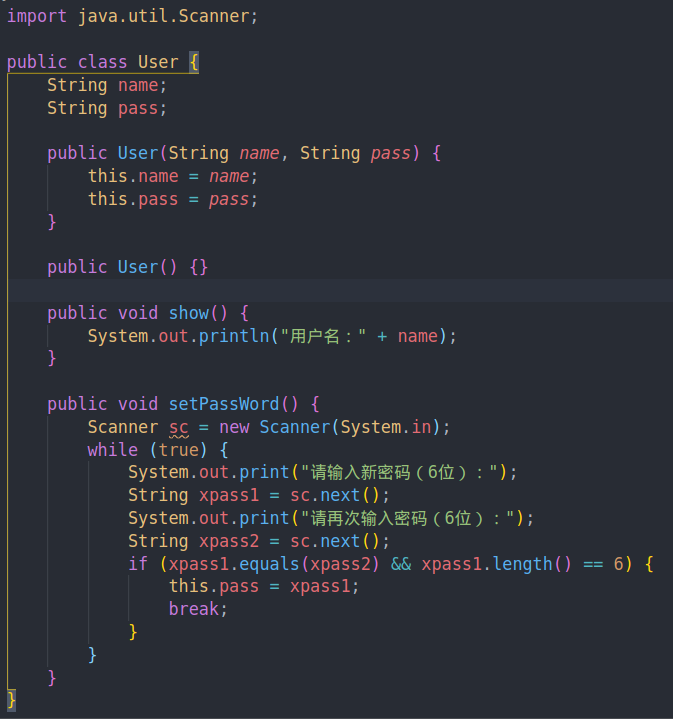 import java.util.Scanner;
public class User {
String name;
String pass;
public User(String name, String pass) {
this.name = name;
this.pass = pass;
}
public User() {}
public void show() {
System.out.println("用户名：" + name);
}
public void setPassWord() {
Scanner sc = new Scanner(System.in);
while (true) {
System.out.print("请输入新密码（6位）：");
String xpass1 = sc.next();
System.out.print("请再次输入密码（6位）：");
String xpass2 = sc.next();
if (xpass1.equals(xpass2) && xpass1.length() == 6) {
this.pass = xpass1;
break;
}
}
}
}